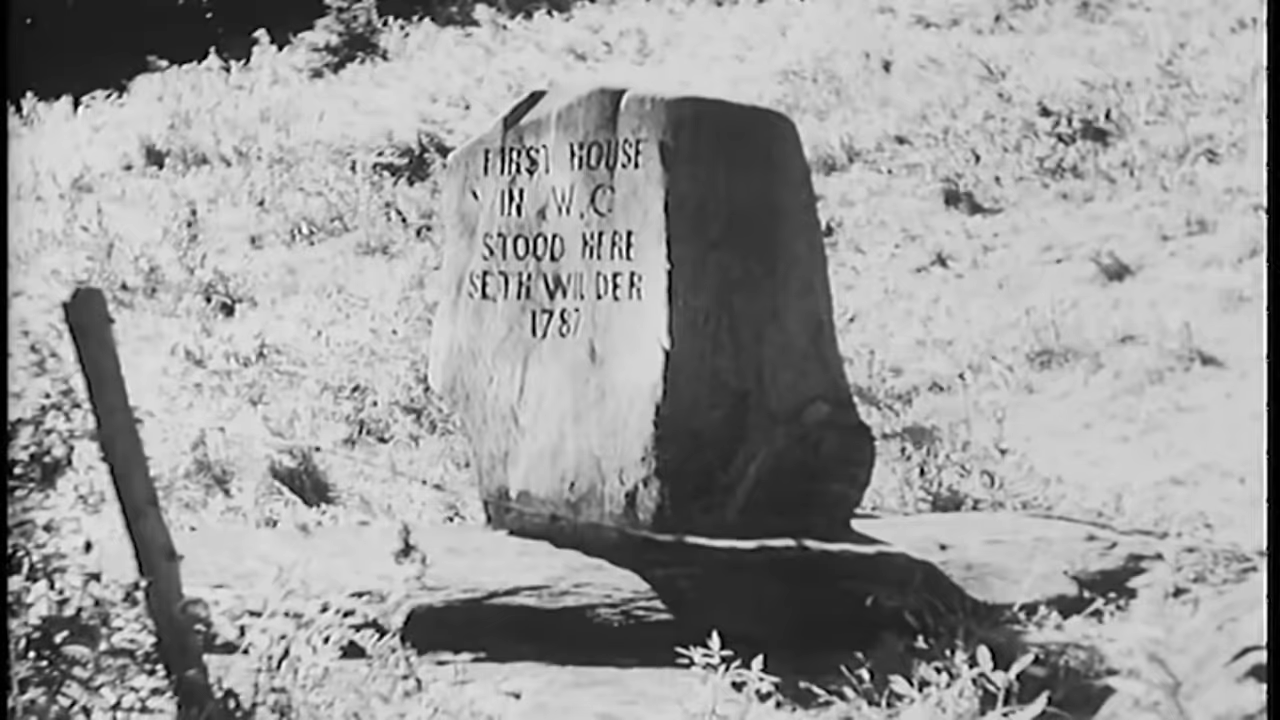 FIRST HOUSE
IN W.C
STOOD HERE
SETH WILDER
1787